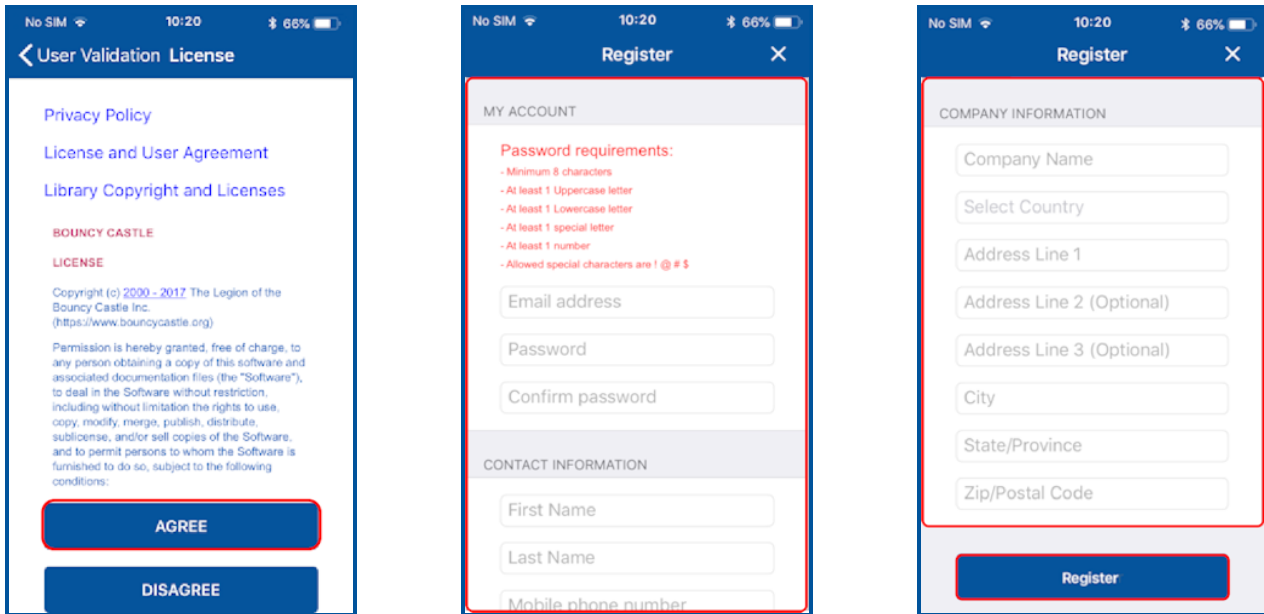 No SIM 10:20 66%
User Validation License
Privacy Policy
License and User Agreement
Library Copyright and Licenses
BOUNCY CASTLE
LICENSE
Copyright (c) 2000 - 2017 The Legion of the
Bouncy Castle Inc.
(https://www.bouncycastle.org)
Permission is hereby granted, free of charge, to
any person obtaining a copy of this software and
associated documentation files (the "Software"),
to deal in the Software without restriction,
including without limitation the rights to use,
copy, modify, merge, publish, distribute,
sublicense, and/or sell copies of the Software,
and to permit persons to whom the Software is
furnished to do so, subject to the following
conditions:
AGREE
DISAGREE
No SIM 10:20 66%
Register
MY ACCOUNT
Password requirements:
- Minimum 8 characters
- At least 1 Uppercase letter
- At least 1 Lowercase letter
- At least 1 special letter
- At least 1 number
- Allowed special characters are ! @ # $
Email address
Password
Confirm password
CONTACT INFORMATION
First Name
Last Name
Mobile phone number
No SIM 10:20 66%
Register
COMPANY INFORMATION
Company Name
Select Country
Address Line 1
Address Line 2 (Optional)
Address Line 3 (Optional)
City
State/Province
Zip/Postal Code
Register